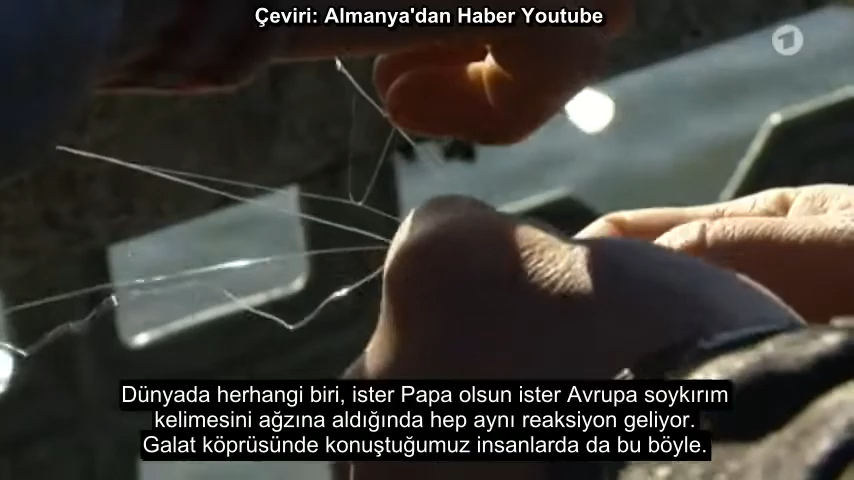 Çeviri: Almanya'dan Haber Youtube
1
Dünyada herhangi biri, ister Papa olsun ister Avrupa soykırım
kelimesini ağzına aldığında hep aynı reaksiyon geliyor.
Galat köprüsünde konuştuğumuz insanlarda da bu böyle.